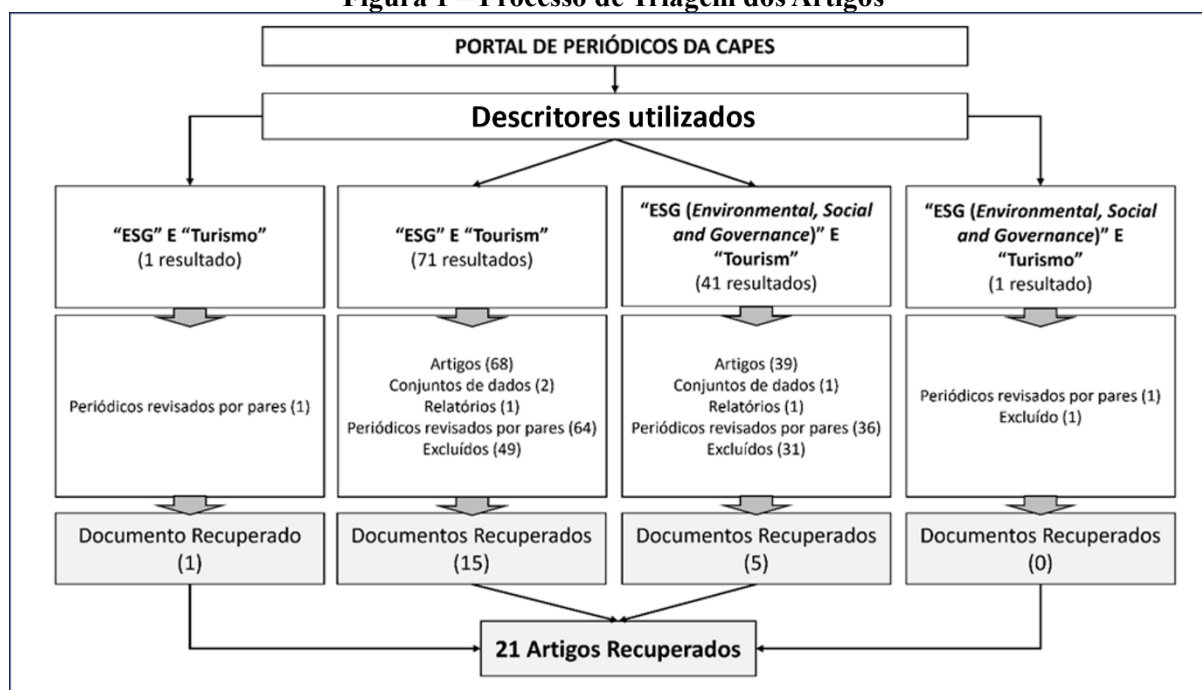 Figura 1 – Processo de Triagem dos Artigos
PORTAL DE PERIÓDICOS DA CAPES
Descritores utilizados
“ESG” E “Turismo”
(1 resultado)
Periódicos revisados por pares (1)
Documento Recuperado
(1)
“ESG” E “Tourism”
(71 resultados)
Artigos (68)
Conjuntos de dados (2)
Relatórios (1)
Periódicos revisados por pares (64)
Excluídos (49)
Documentos Recuperados
(15)
“ESG (Environmental, Social
and Governance)” E
“Tourism”
(41 resultados)
Artigos (39)
Conjuntos de dados (1)
Relatórios (1)
Periódicos revisados por pares (36)
Excluídos (31)
Documentos Recuperados
(5)
“ESG (Environmental, Social
and Governance)” E
“Turismo”
(1 resultado)
Periódicos revisados por pares (1)
Excluído (1)
Documentos Recuperados
(0)
21 Artigos Recuperados